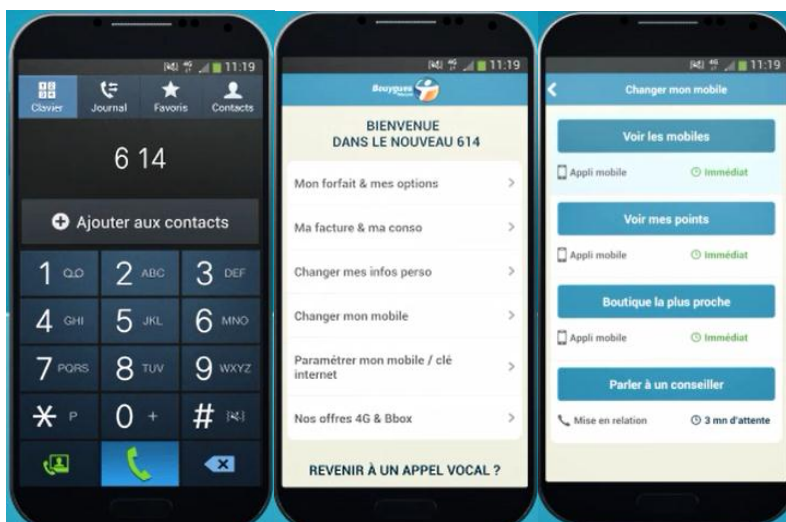 11:19
Clavier
Journal
Favoris
Contacts
6 14
Ajouter aux contacts
1
2 ABC
3 DEF
4 GHI
5 JKL
6 MNO
7 PQRS
8 TUV
9 WXYZ
* P
0 +
#
4G 11:19
Bouygues
BIENVENUE
DANS LE NOUVEAU 614
Mon forfait & mes options
Ma facture & ma conso
Changer mes infos perso
Changer mon mobile
Paramétrer mon mobile / clé
internet
Nos offres 4G & Bbox
REVENIR À UN APPEL VOCAL ?
4G 11:19
Changer mon mobile
Voir les mobiles
Appli mobile
Immédiat
Voir mes points
Appli mobile
Immédiat
Boutique la plus proche
Appli mobile
Immédiat
Parler à un conseiller
Mise en relation
3 mn d'attente